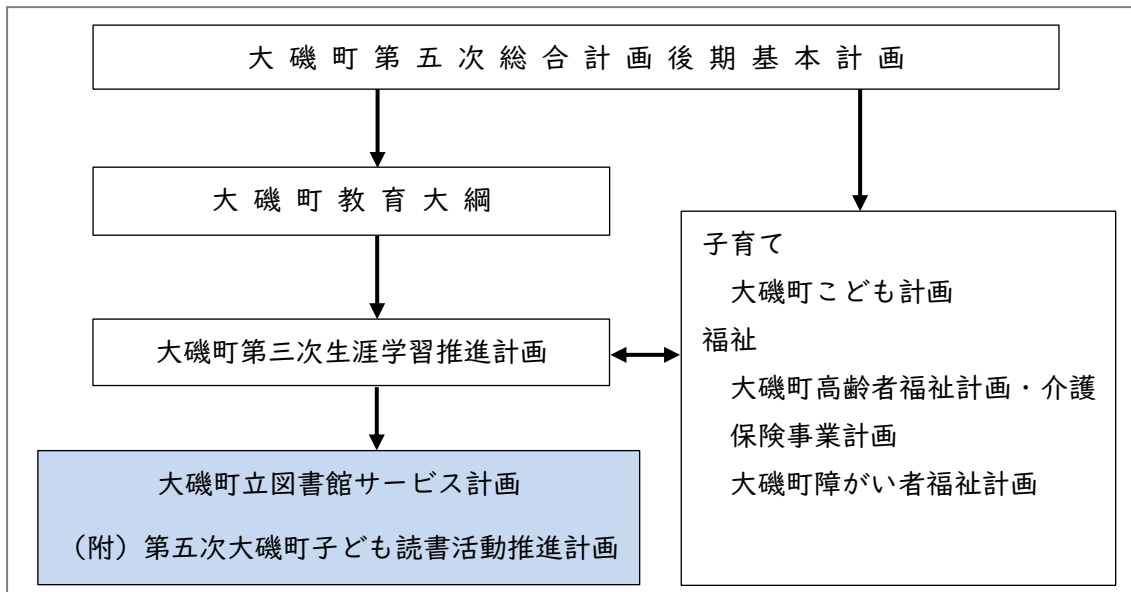 大磯町第五次総合計画後期基本計画
大磯町教育大綱
大磯町第三次生涯学習推進計画
大磯町立図書館サービス計画
（附）第五次大磯町子ども読書活動推進計画
子育て
大磯町こども計画
福祉
大磯町高齢者福祉計画・介護
保険事業計画
大磯町障がい者福祉計画